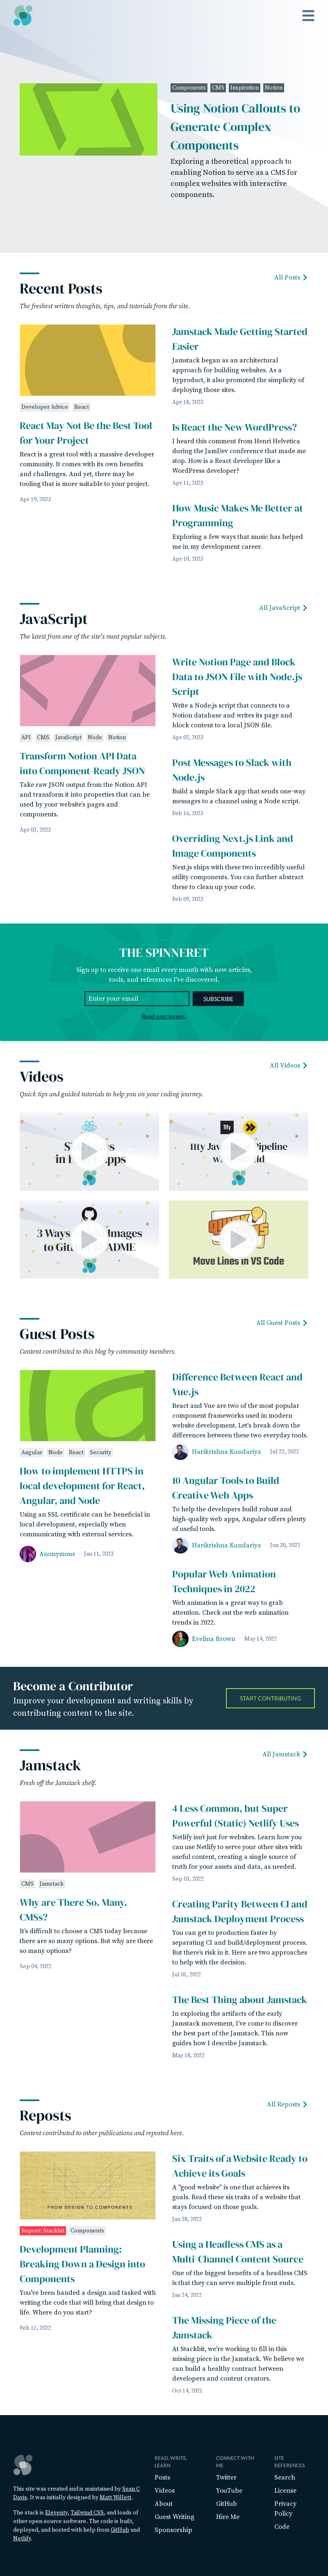 Components CMS Inspiration Notion
Using Notion Callouts to
Generate Complex
Components
Exploring a theoretical approach to
enabling Notion to serve as a CMS for
complex websites with interactive
components.
All Posts
Recent Posts
The freshest written thoughts, tips, and tutorials from the site.
Developer Advice React
React May Not Be the Best Tool
for Your Project
React is a great tool with a massive developer
community. It comes with its own benefits
and challenges. And yet, there may be
tooling that is more suitable to your project.
Apr 19, 2023
Jamstack Made Getting Started
Easier
Jamstack began as an architectural
approach for building websites. As a
byproduct, it also promoted the simplicity of
deploying those sites.
Apr 18, 2023
Is React the New WordPress?
I heard this comment from Henri Helvetica
during the JamDev conference that made me
stop. How is a React developer like a
WordPress developer?
Apr 11, 2023
How Music Makes Me Better at
Programming
Exploring a few ways that music has helped
me in my development career.
Apr 10, 2023
All JavaScript
JavaScript
The latest from one of the site's most popular subjects.
API CMS JavaScript Node Notion
Transform Notion API Data
into Component-Ready JSON
Take raw JSON output from the Notion API
and transform it into properties that can be
used by your website's pages and
components.
Apr 03, 2023
Write Notion Page and Block
Data to JSON File with Node.js
Script
Write a Node.js script that connects to a
Notion database and writes its page and
block content to a local JSON file.
Apr 02, 2023
Post Messages to Slack with
Node.js
Build a simple Slack app that sends one-way
messages to a channel using a Node script.
Feb 16, 2023
Overriding Next.js Link and
Image Components
Next.js ships with these two incredibly useful
utility components. You can further abstract
these to clean up your code.
Feb 09, 2023
THE SPINNERET
Sign up to receive one email every month with new articles,
tools, and references I've discovered.
Enter your email SUBSCRIBE
Read past issues.
All Videos
Videos
Quick tips and guided tutorials to help you on your coding journey.
11ty
Move Lines in VS Code
All Guest Posts
Guest Posts
Content contributed to this blog by community members.
Angular Node React Security
How to implement HTTPS in
local development for React,
Angular, and Node
Using an SSL certificate can be beneficial in
local development, especially when
communicating with external services.
Anonymous · Jan 11, 2023
Difference Between React and
Vue.js
React and Vue are two of the most popular
component frameworks used in modern
website development. Let's break down the
differences between these two everyday tools.
Harikrishna Kundariya · Jul 22, 2022
10 Angular Tools to Build
Creative Web Apps
To help the developers build robust and
high-quality web apps, Angular offers plenty
of useful tools.
Harikrishna Kundariya · Jun 30, 2022
Popular Web Animation
Techniques in 2022
Web animation is a great way to grab
attention. Check out the web animation
trends in 2022.
Evelina Brown · May 14, 2022
Become a Contributor
Improve your development and writing skills by
contributing content to the site.
START CONTRIBUTING
All Jamstack
Jamstack
Fresh off the Jamstack shelf.
CMS Jamstack
Why are There So. Many.
CMSs?
It's difficult to choose a CMS today because
there are so many options. But why are there
so many options?
Sep 04, 2022
4 Less Common, but Super
Powerful (Static) Netlify Uses
Netlify isn't just for websites. Learn how you
can use Netlify to serve your other sites with
useful content, creating a single source of
truth for your assets and data, as needed.
Sep 03, 2022
Creating Parity Between CI and
Jamstack Deployment Process
You can get to production faster by
separating CI and build/deployment process.
But there's risk in it. Here are two approaches
to help with the decision.
Jul 01, 2022
The Best Thing about Jamstack
In exploring the artifacts of the early
Jamstack movement, I've come to discover
the best part of the Jamstack. This now
guides how I describe Jamstack.
May 18, 2022
All Reposts
Reposts
Content contributed to other publications and reposted here.
FROM DESIGN TO COMPONENTS
Repost: Stackbit Components
Development Planning:
Breaking Down a Design into
Components
You've been handed a design and tasked with
writing the code that will bring that design to
life. Where do you start?
Feb 11, 2022
Six Traits of a Website Ready to
Achieve its Goals
A "good website" is one that achieves its
goals. Read these six traits of a website that
stays focused on those goals.
Jan 28, 2022
Using a Headless CMS as a
Multi-Channel Content Source
One of the biggest benefits of a headless CMS
is that they can serve multiple front ends.
Jan 24, 2022
The Missing Piece of the
Jamstack
At Stackbit, we're working to fill in this
missing piece in the Jamstack. We believe we
can build a healthy contract between
developers and content creators.
Oct 14, 2021
This site was created and is maintained by Sean C
Davis. It was initially designed by Matt Willett.
The stack is Eleventy, Tailwind CSS, and loads of
other open-source software. The code is built,
deployed, and hosted with help from GitHub and
Netlify.
READ, WRITE,
LEARN
Posts
Videos
About
Guest Writing
Sponsorship
CONNECT WITH
ME
Twitter
YouTube
GitHub
Hire Me
SITE
REFERENCES
Search
License
Privacy
Policy
Code